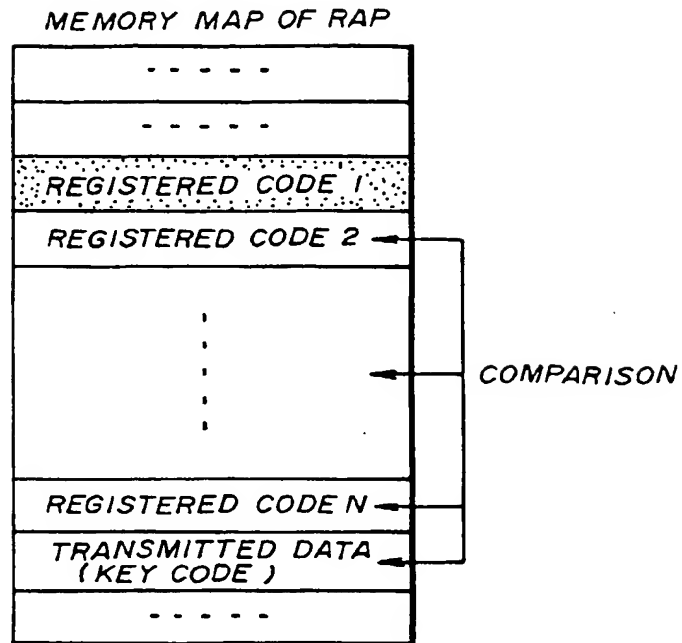 MEMORY MAP OF RAP
- - - - -
- - - - -
REGISTERED CODE 1
REGISTERED CODE 2
COMPARISON
REGISTERED CODE N
TRANSMITTED DATA
(KEY CODE)
- - - - -